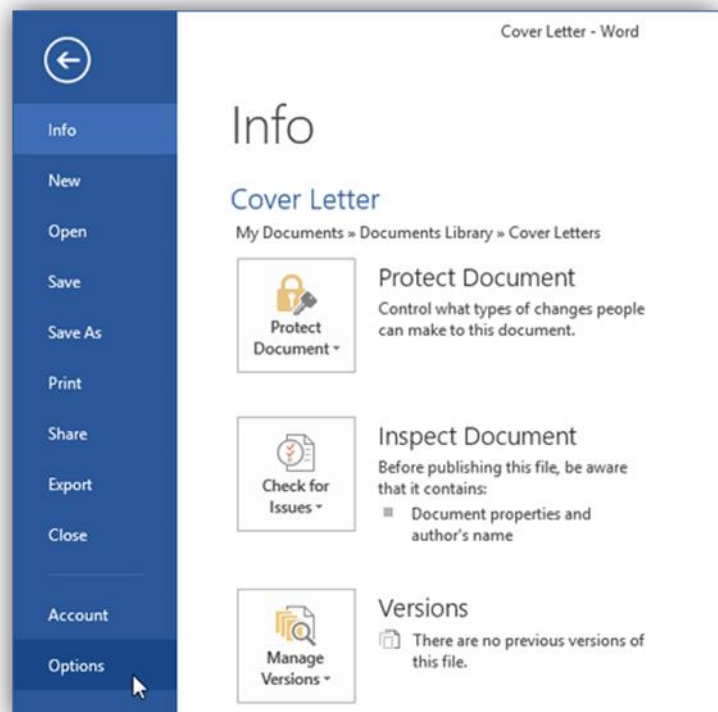 Cover Letter - Word
Info
New
Open
Save
Save As
Print
Share
Export
Close
Account
Options
Info
Cover Letter
My Documents » Documents Library » Cover Letters
Protect
Document
Protect Document
Control what types of changes people
can make to this document.
Check for
Issues
Inspect Document
Before publishing this file, be aware
that it contains:
Document properties and
author's name
Manage
Versions
Versions
There are no previous versions of
this file.